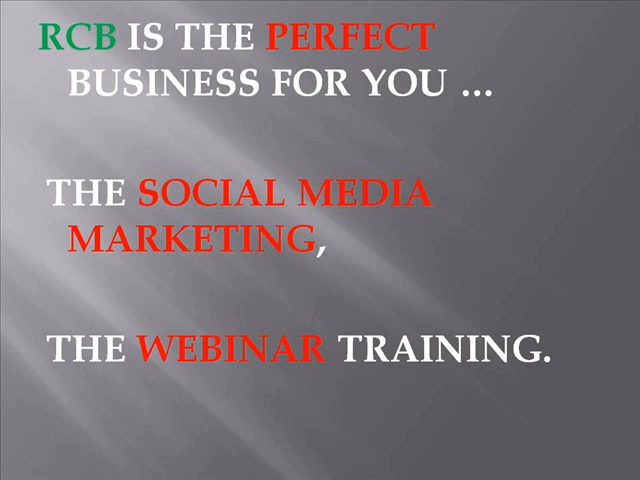 RCB IS THE PERFECT
BUSINESS FOR YOU …
THE SOCIAL MEDIA
MARKETING,
THE WEBINAR TRAINING.